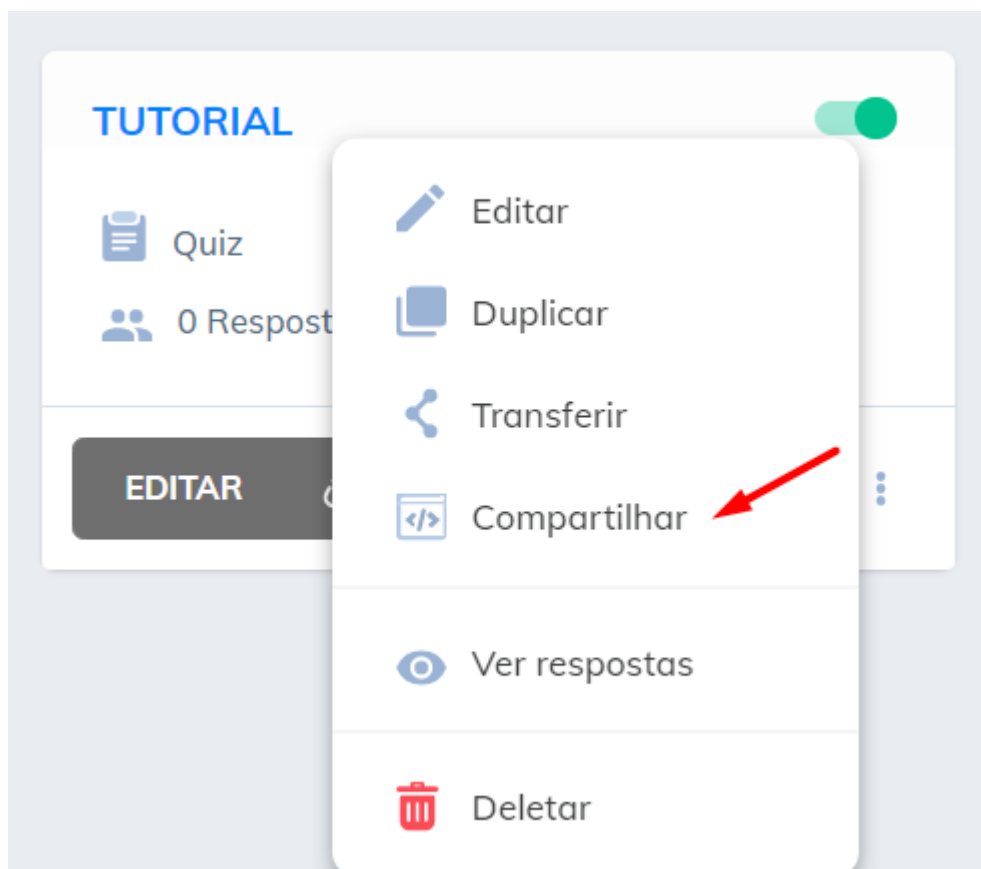 TUTORIAL
Quiz
0 Respost
EDITAR
Editar
Duplicar
Transferir
Compartilhar
Ver respostas
Deletar